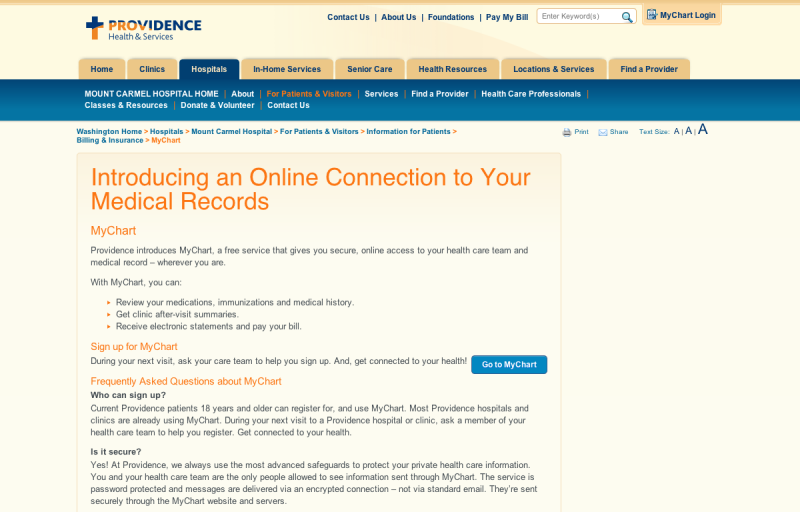 PROVIDENCE
Health & Services
Contact Us | About Us | Foundations | Pay My Bill
Enter Keyword(s)
MyChart Login
Home
Clinics
Hospitals
In-Home Services
Senior Care
Health Resources
Locations & Services
Find a Provider
MOUNT CARMEL HOSPITAL HOME | About | For Patients & Visitors | Services | Find a Provider | Health Care Professionals |
Classes & Resources | Donate & Volunteer | Contact Us
Washington Home > Hospitals > Mount Carmel Hospital > For Patients & Visitors > Information for Patients >
Billing & Insurance > MyChart
Print
Share
Text Size: A | A | A
Introducing an Online Connection to Your
Medical Records
MyChart
Providence introduces MyChart, a free service that gives you secure, online access to your health care team and
medical record – wherever you are.
With MyChart, you can:
Review your medications, immunizations and medical history.
Get clinic after-visit summaries.
Receive electronic statements and pay your bill.
Sign up for MyChart
During your next visit, ask your care team to help you sign up. And, get connected to your health!
Go to MyChart
Frequently Asked Questions about MyChart
Who can sign up?
Current Providence patients 18 years and older can register for, and use MyChart. Most Providence hospitals and
clinics are already using MyChart. During your next visit to a Providence hospital or clinic, ask a member of your
health care team to help you register. Get connected to your health.
Is it secure?
Yes! At Providence, we always use the most advanced safeguards to protect your private health care information.
You and your health care team are the only people allowed to see information sent through MyChart. The service is
password protected and messages are delivered via an encrypted connection – not via standard email. They're sent
securely through the MyChart website and servers.